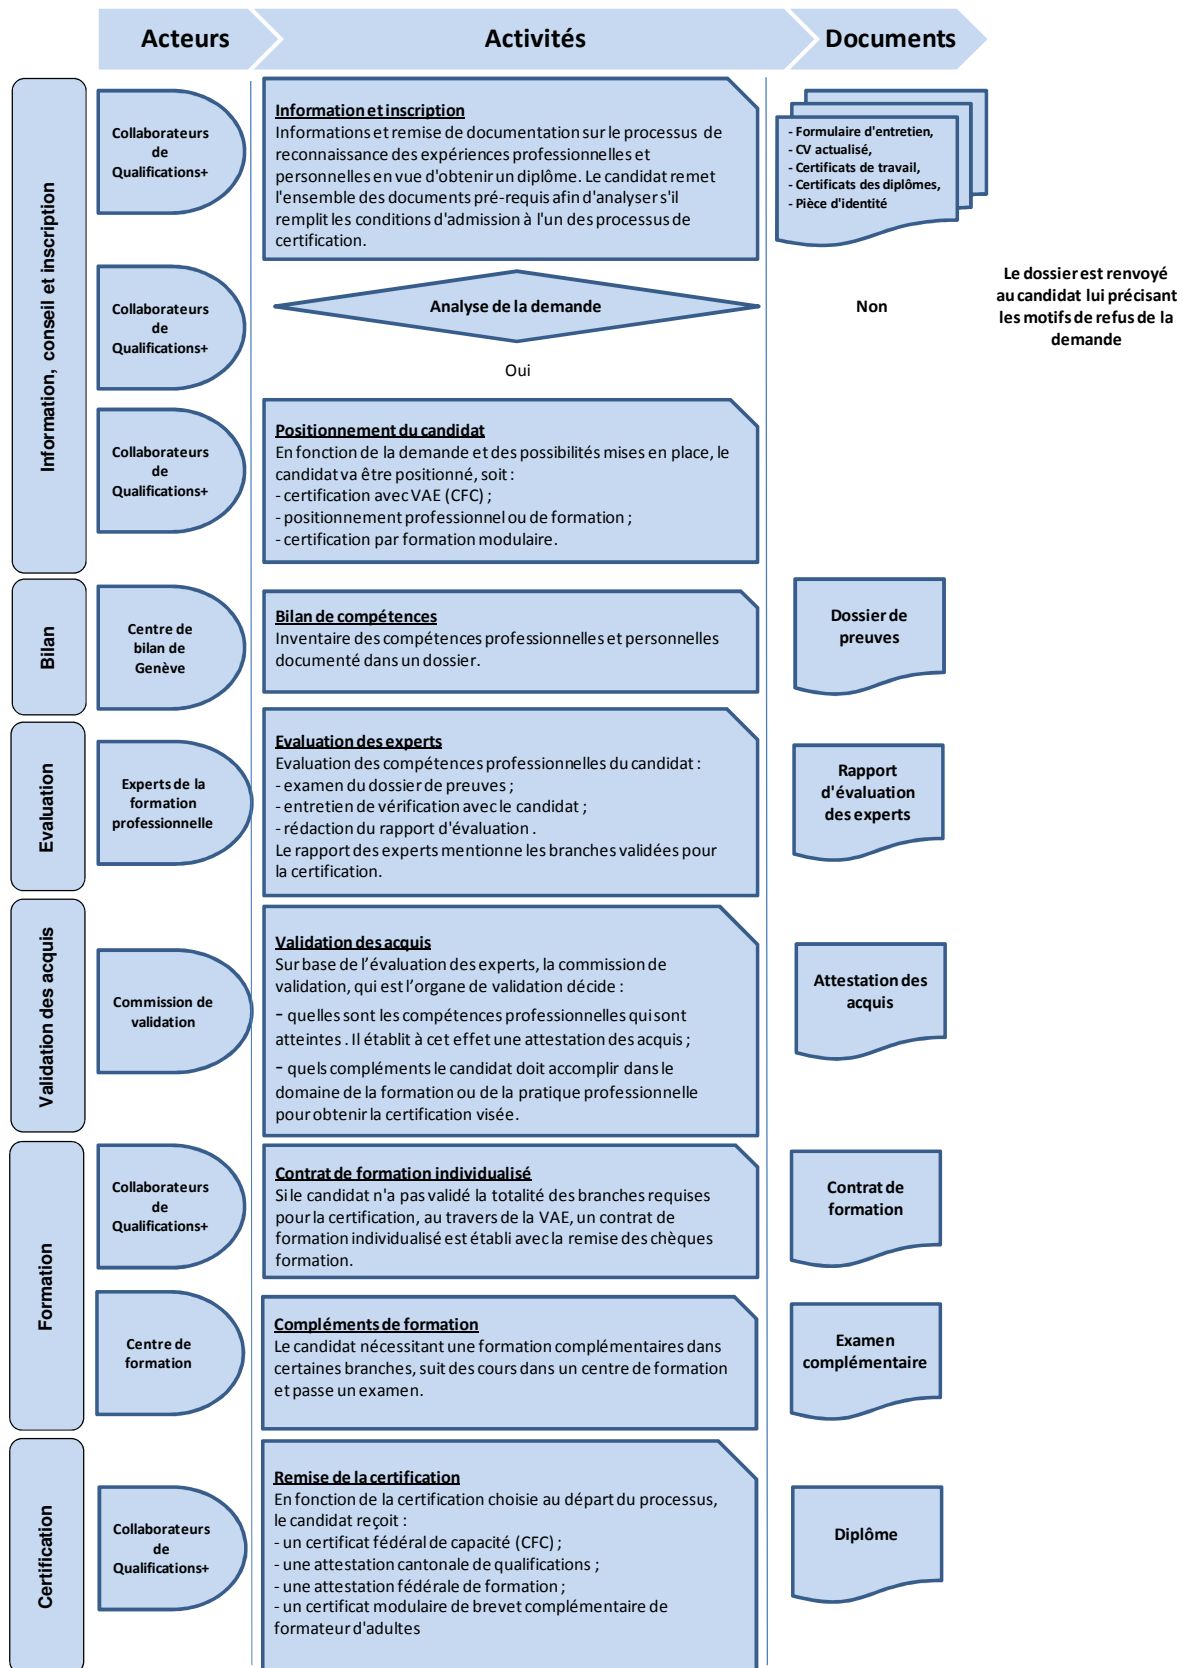 Acteurs
Activités
Documents
Information, conseil et inscription
Collaborateurs
de
Qualifications+
Information et inscription
Informations et remise de documentation sur le processus de
reconnaissance des expériences professionnelles et
personnelles en vue d'obtenir un diplôme. Le candidat remet
l'ensemble des documents pré-requis afin d'analyser s'il
remplit les conditions d'admission à l'un des processus de
certification.
- Formulaire d'entretien,
- CV actualisé,
- Certificats de travail,
- Certificats des diplômes,
- Pièce d'identité
Collaborateurs
de
Qualifications+
Analyse de la demande
Non
Le dossier est renvoyé
au candidat lui précisant
les motifs de refus de la
demande
Oui
Collaborateurs
de
Qualifications+
Positionnement du candidat
En fonction de la demande et des possibilités mises en place, le
candidat va être positionné, soit :
- certification avec VAE (CFC) ;
- positionnement professionnel ou de formation ;
- certification par formation modulaire.
Bilan
Centre de
bilan de
Genève
Bilan de compétences
Inventaire des compétences professionnelles et personnelles
documenté dans un dossier.
Dossier de
preuves
Evaluation
Experts de la
formation
professionnelle
Evaluation des experts
Evaluation des compétences professionnelles du candidat :
- examen du dossier de preuves ;
- entretien de vérification avec le candidat ;
- rédaction du rapport d'évaluation .
Le rapport des experts mentionne les branches validées pour
la certification.
Rapport
d'évaluation
des experts
Validation des acquis
Commission de
validation
Validation des acquis
Sur base de l’évaluation des experts, la commission de
validation, qui est l’organe de validation décide :
- quelles sont les compétences professionnelles qui sont
atteintes . Il établit à cet effet une attestation des acquis ;
- quels compléments le candidat doit accomplir dans le
domaine de la formation ou de la pratique professionnelle
pour obtenir la certification visée.
Attestation des
acquis
Formation
Collaborateurs
de
Qualifications+
Contrat de formation individualisé
Si le candidat n'a pas validé la totalité des branches requises
pour la certification, au travers de la VAE, un contrat de
formation individualisé est établi avec la remise des chèques
formation.
Contrat de
formation
Centre de
formation
Compléments de formation
Le candidat nécessitant une formation complémentaires dans
certaines branches, suit des cours dans un centre de formation
et passe un examen.
Examen
complémentaire
Certification
Collaborateurs
de
Qualifications+
Remise de la certification
En fonction de la certification choisie au départ du processus,
le candidat reçoit :
- un certificat fédéral de capacité (CFC) ;
- une attestation cantonale de qualifications ;
- une attestation fédérale de formation ;
- un certificat modulaire de brevet complémentaire de
formateur d'adultes
Diplôme